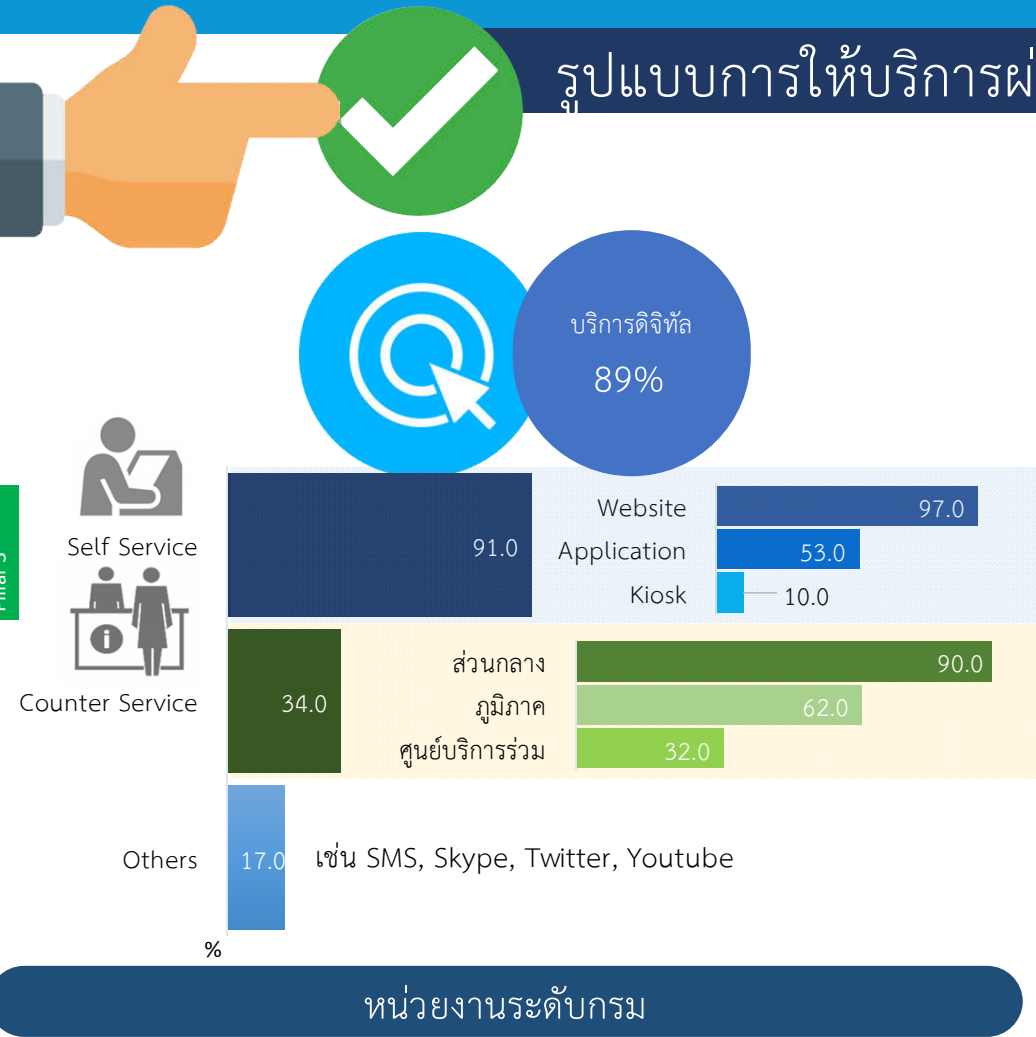 รูปแบบการให้บริการผ่
บริการดิจิทัล
89%
Self Service
91.0
Website
97.0
Application
53.0
Kiosk
10.0
Counter Service
34.0
ส่วนกลาง
90.0
ภูมิภาค
62.0
ศูนย์บริการร่วม
32.0
Others
17.0
เช่น SMS, Skype, Twitter, Youtube
%
หน่วยงานระดับกรม